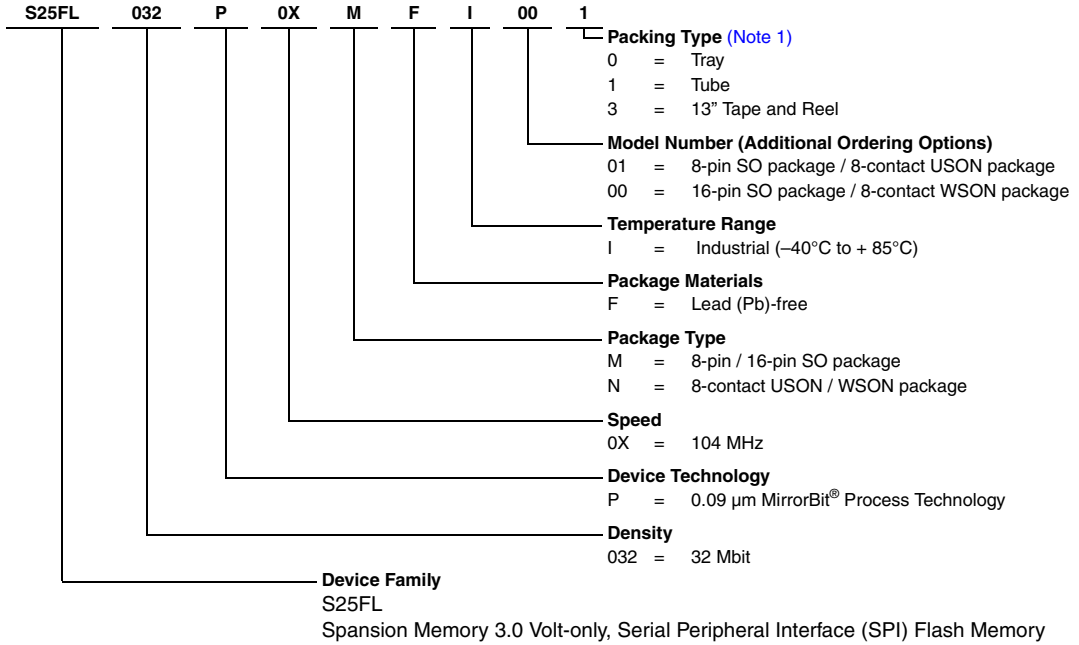 S25FL 032 P 0X M F I 00 1
Packing Type (Note 1)
0 = Tray
1 = Tube
3 = 13” Tape and Reel
Model Number (Additional Ordering Options)
01 = 8-pin SO package / 8-contact USON package
00 = 16-pin SO package / 8-contact WSON package
Temperature Range
I = Industrial (–40°C to + 85°C)
Package Materials
F = Lead (Pb)-free
Package Type
M = 8-pin / 16-pin SO package
N = 8-contact USON / WSON package
Speed
0X = 104 MHz
Device Technology
P = 0.09 µm MirrorBit® Process Technology
Density
032 = 32 Mbit
Device Family
S25FL
Spansion Memory 3.0 Volt-only, Serial Peripheral Interface (SPI) Flash Memory